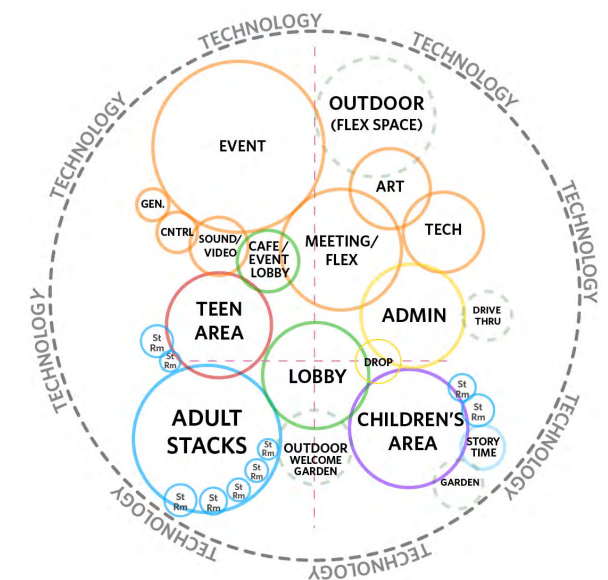 TECHNOLOGY
TECHNOLOGY
TECHNOLOGY
TECHNOLOGY
TECHNOLOGY
TECHNOLOGY
TECHNOLOGY
TECHNOLOGY
TECHNOLOGY
OUTDOOR
(FLEX SPACE)
EVENT
ART
GEN.
CNTRL
SOUND/
VIDEO
CAFE /
EVENT
LOBBY
MEETING/
FLEX
TECH
TEEN
AREA
ADMIN
DRIVE
THRU
St
Rm
St
Rm
DROP
LOBBY
ADULT
STACKS
CHILDREN'S
AREA
St
Rm
St
Rm
STORY
TIME
OUTDOOR
WELCOME
GARDEN
GARDEN
St
Rm
St
Rm
St
Rm
St
Rm
St
Rm